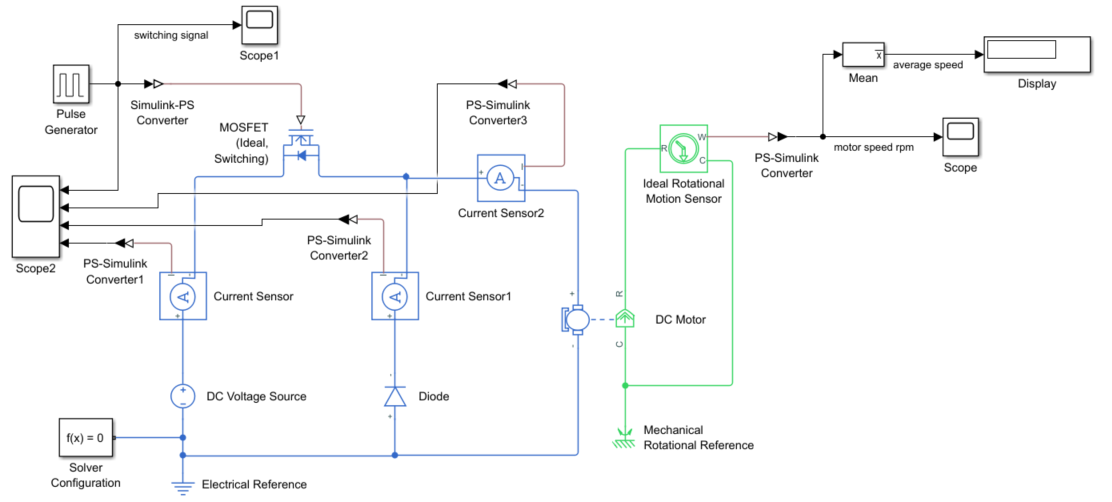 switching signal
Scope1
Pulse
Generator
Simulink-PS
Converter
MOSFET
(Ideal,
Switching)
PS-Simulink
Converter3
+
A
I
-
Current Sensor2
x
Mean
average speed
Display
R
W
C
Ideal Rotational
Motion Sensor
PS-Simulink
Converter
motor speed rpm
Scope
Scope2
PS-Simulink
Converter1
PS-Simulink
Converter2
I
-
A
+
Current Sensor
I
-
A
+
Current Sensor1
+
-
R
C
DC Motor
+
-
DC Voltage Source
-
+
Diode
f(x) = 0
Solver
Configuration
Electrical Reference
Mechanical
Rotational Reference